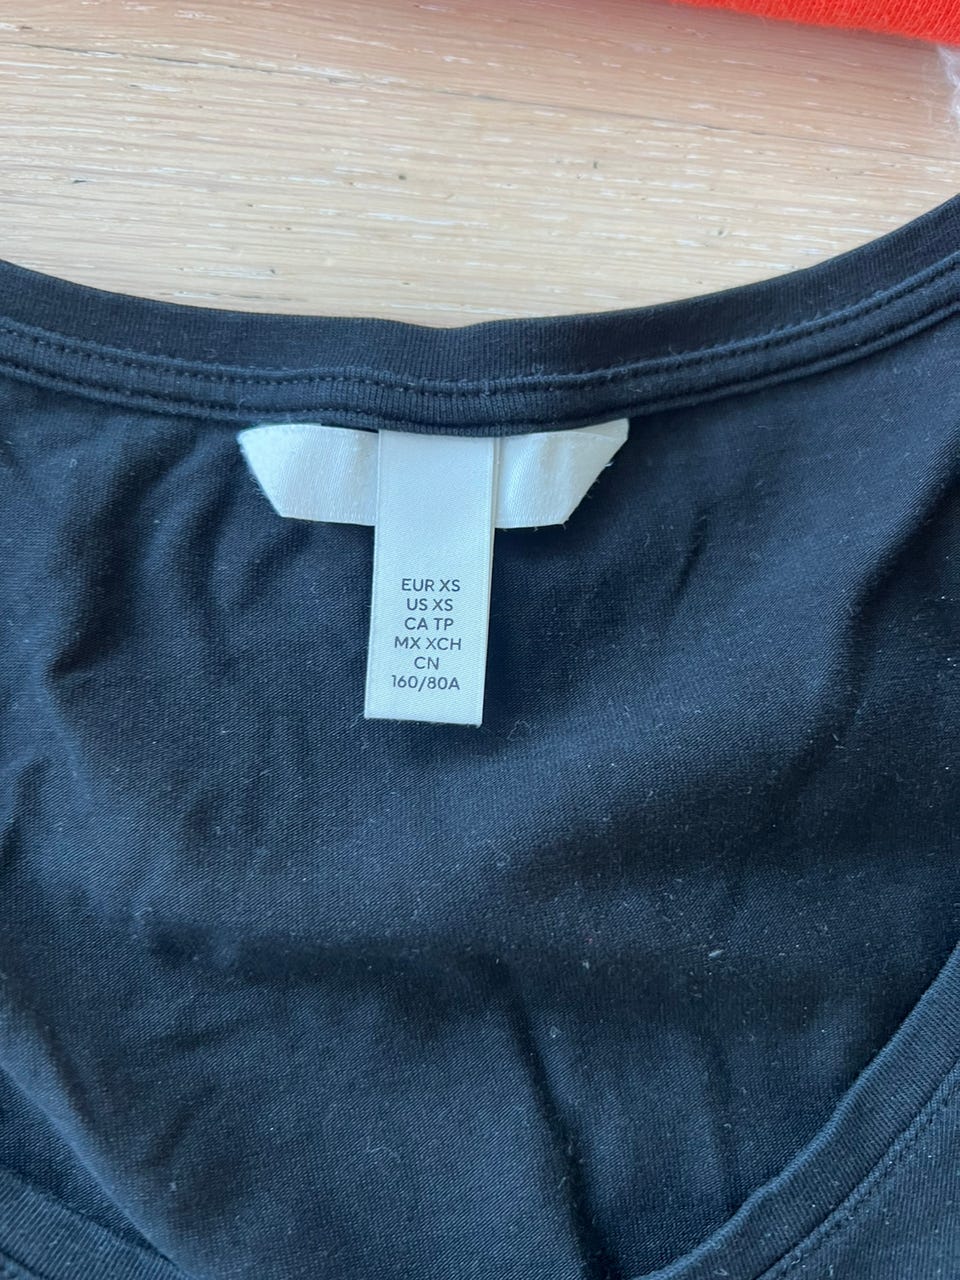 EUR XS
US XS
CA TP
MX XCH
CN
160/80A